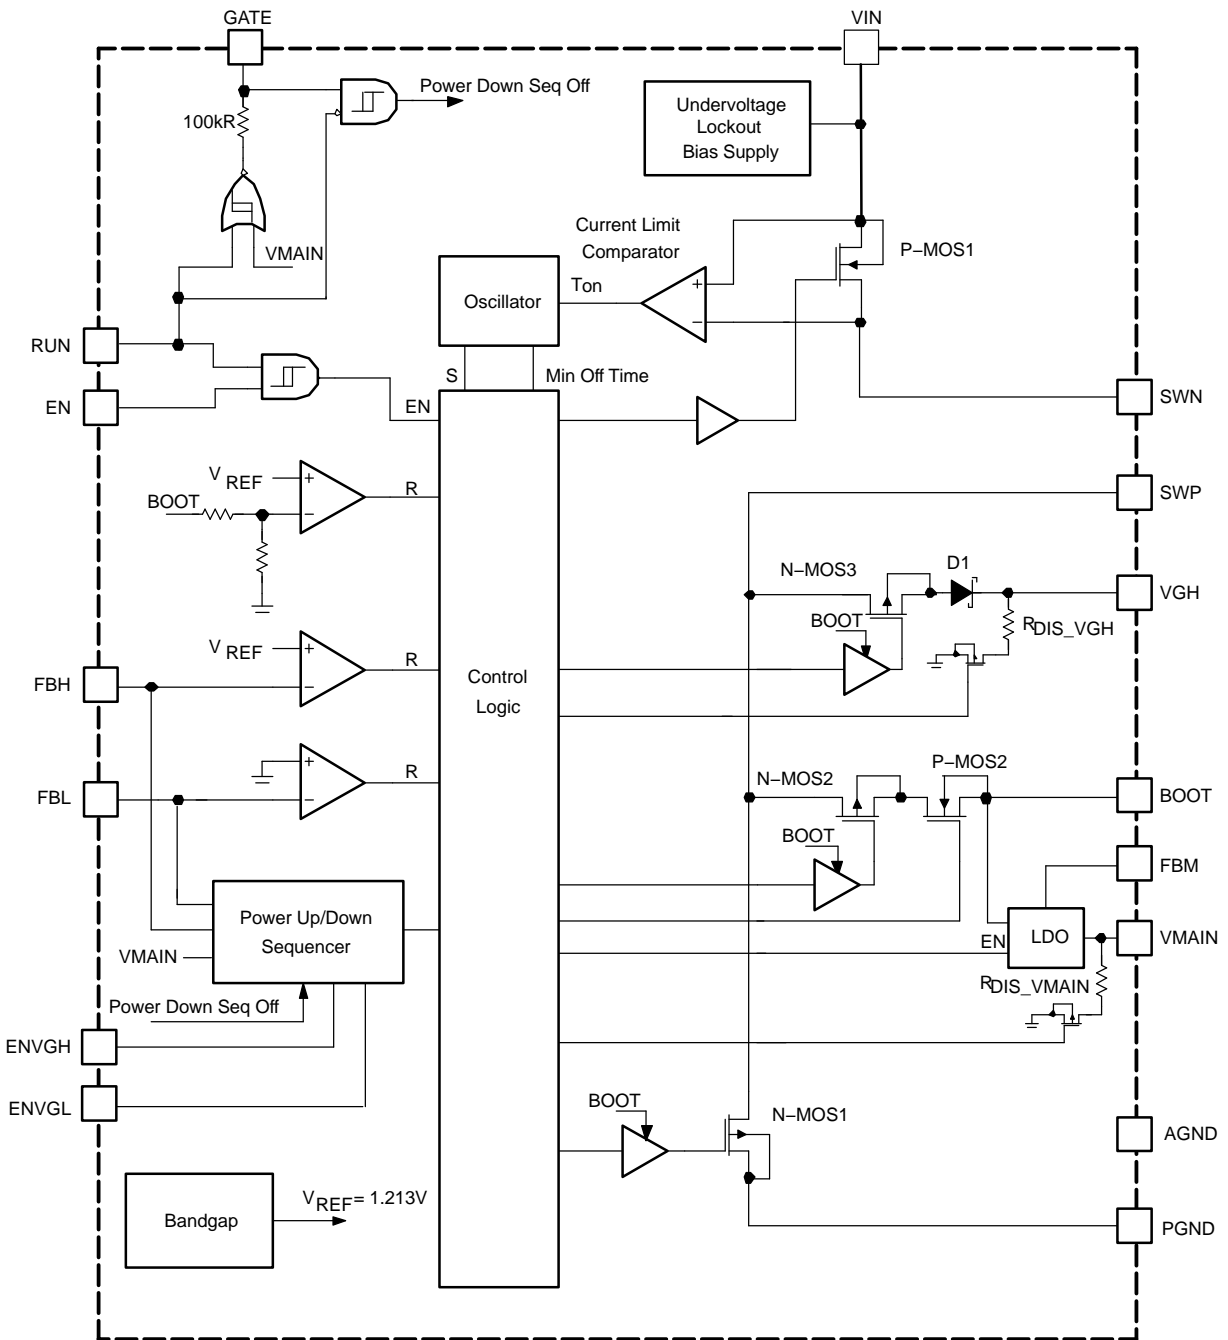 GATE
VIN
Power Down Seq Off
100kR
Undervoltage
Lockout
Bias Supply
VMAIN
Current Limit
Comparator
P−MOS1
Oscillator
Ton
+
−
RUN
S
Min Off Time
EN
EN
SWN
V REF
+
R
BOOT
−
SWP
N−MOS3
D1
VGH
BOOT
RDIS_VGH
V REF
+
R
FBH
−
Control
Logic
+
R
FBL
−
N−MOS2
P−MOS2
BOOT
BOOT
FBM
Power Up/Down
Sequencer
VMAIN
EN
LDO
VMAIN
RDIS_VMAIN
Power Down Seq Off
ENVGH
ENVGL
BOOT
N−MOS1
AGND
Bandgap
VREF= 1.213V
PGND